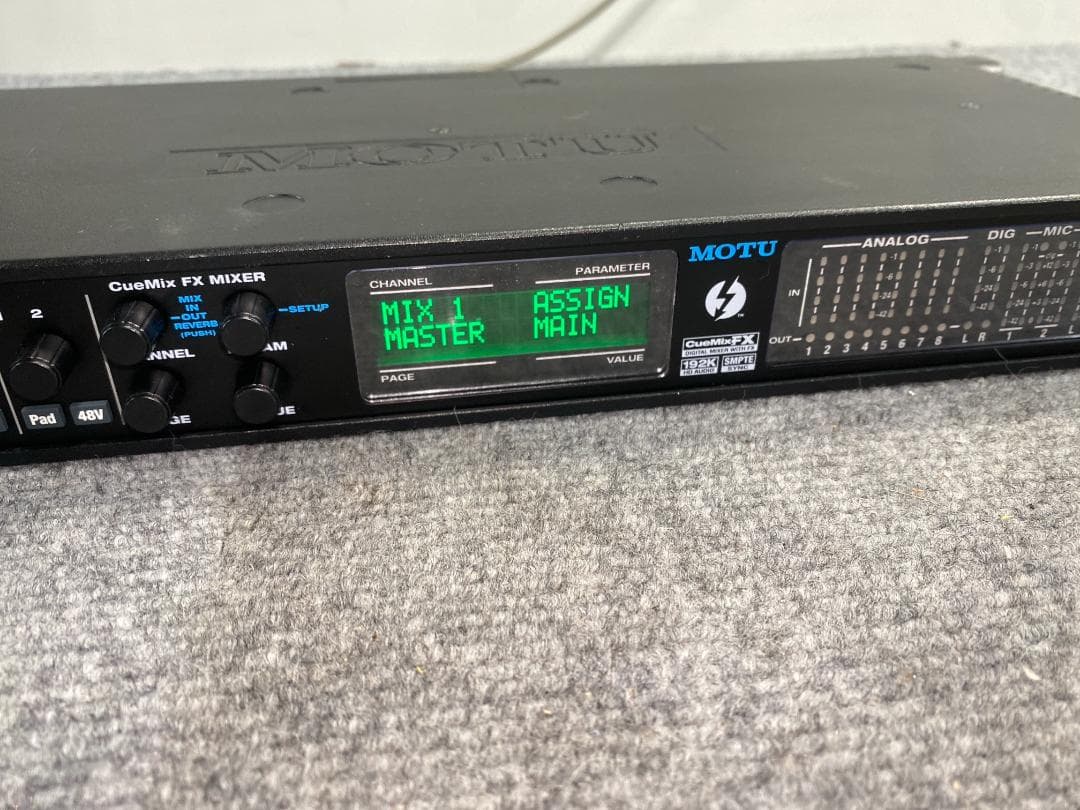 MOTU
CueMix FX MIXER
2
MIX
IN
OUT
REVERB
(PUSH)
SETUP
Pad
48V
CHANNEL
PARAMETER
MIX 1
ASSIGN
MASTER
MAIN
PAGE
VALUE
MOTU
CueMixFX
DIGITAL MIXER WITH FX
192K
HD AUDIO
SMPTE
SYNC
ANALOG
DIG
MIC
IN
OUT
1 2 3 4 5 6 7 8 L R 1 2 L